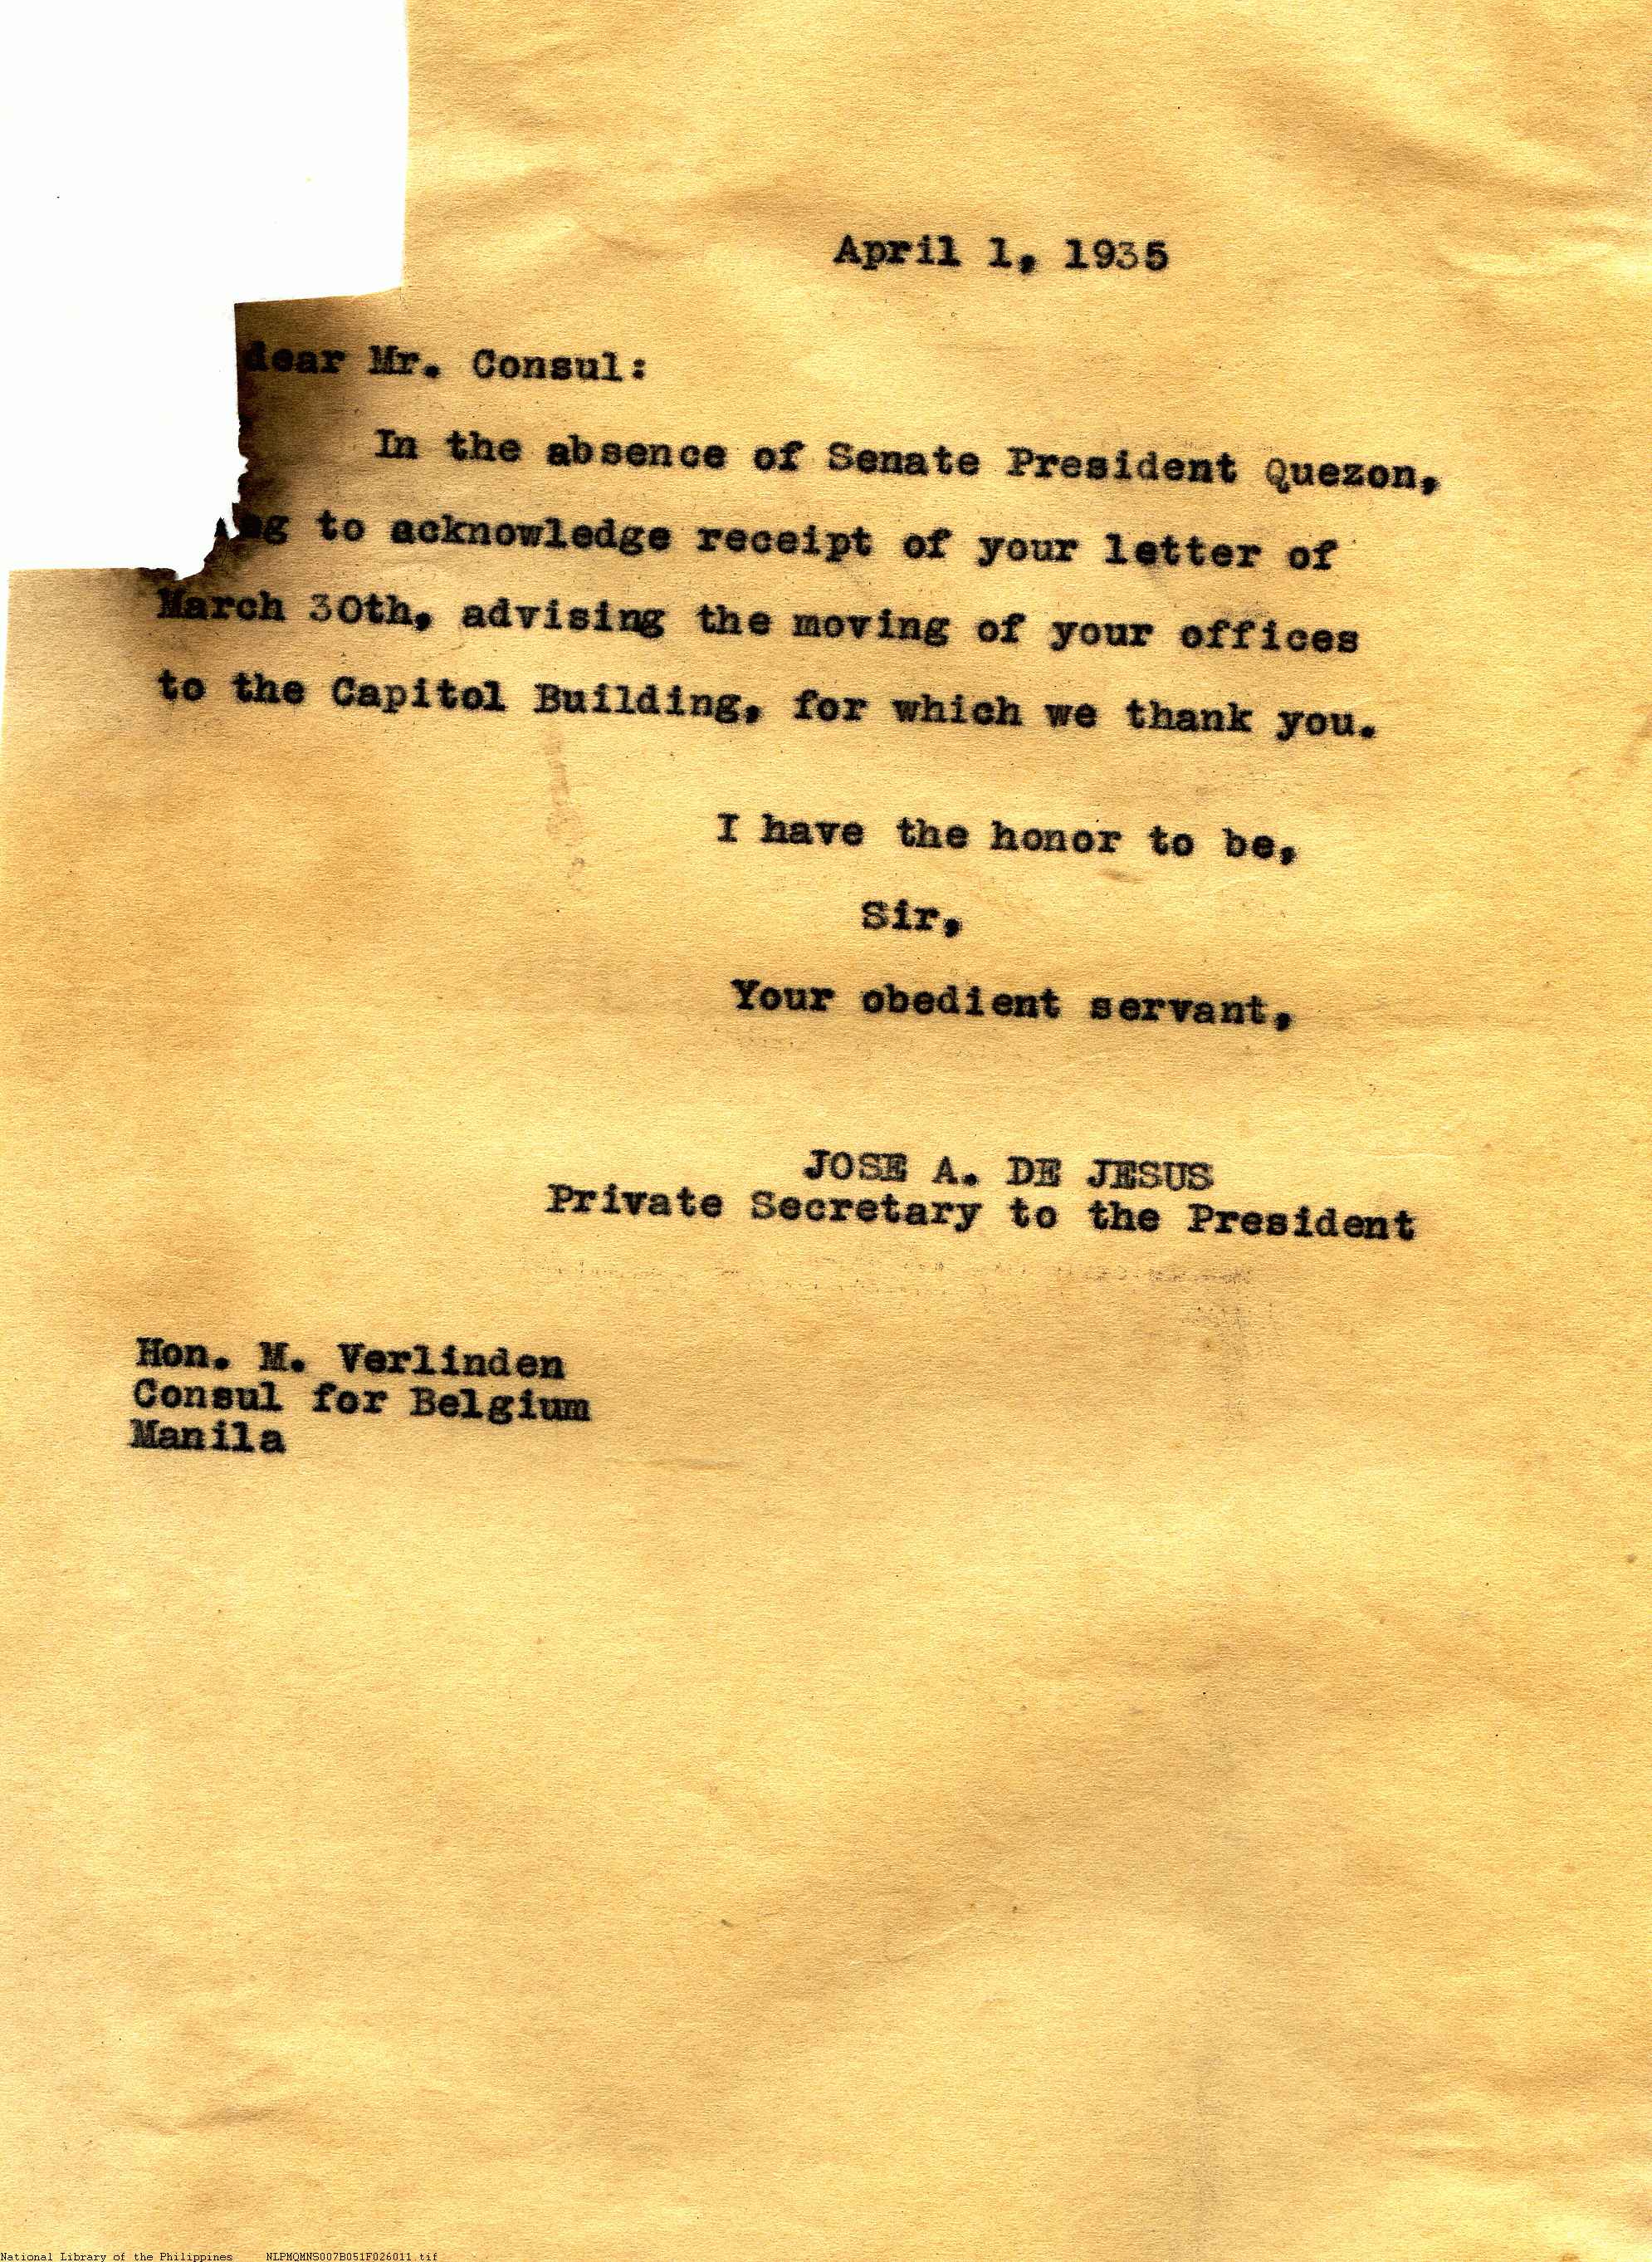 April 1, 1935
dear Mr. Consul:
In the absence of Senate President Quezon,
to acknowledge receipt of your letter of
March 30th, advising the moving of your offices
to the Capitol Building, for which we thank you.
I have the honor to be,
Sir,
Your obedient servant,
JOSE A. DE JESUS
Private Secretary to the President
Hon. M. Verlinden
Consul for Belgium
Manila
National Library of the Philippines NLPMQMNS007B051F026011.tif